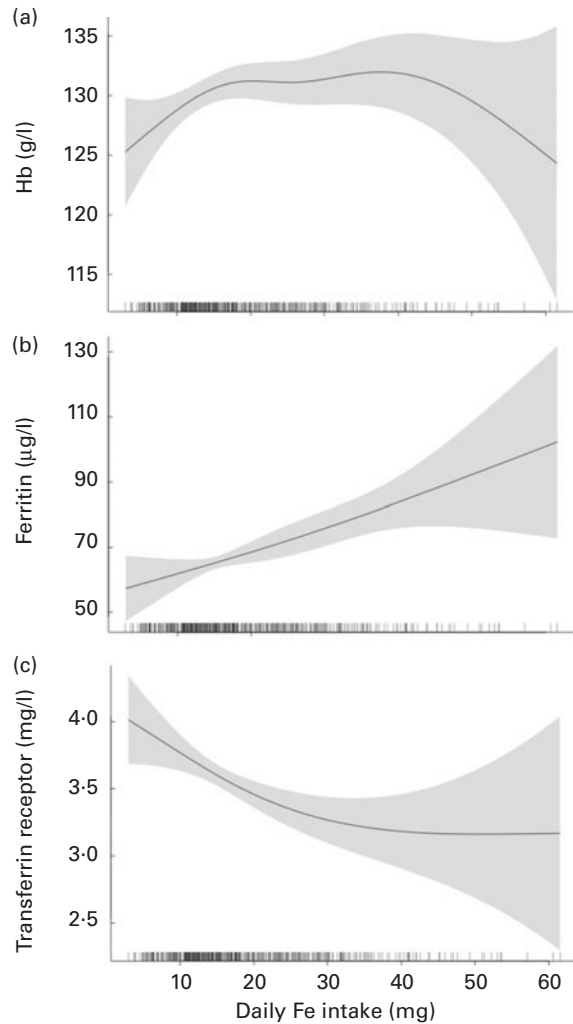 (a)
135
130
125
120
115
Hb (g/l)
(b)
130
110
90
70
50
Ferritin (μg/l)
(c)
4·0
3·5
3·0
2·5
Transferrin receptor (mg/l)
10 20 30 40 50 60
Daily Fe intake (mg)